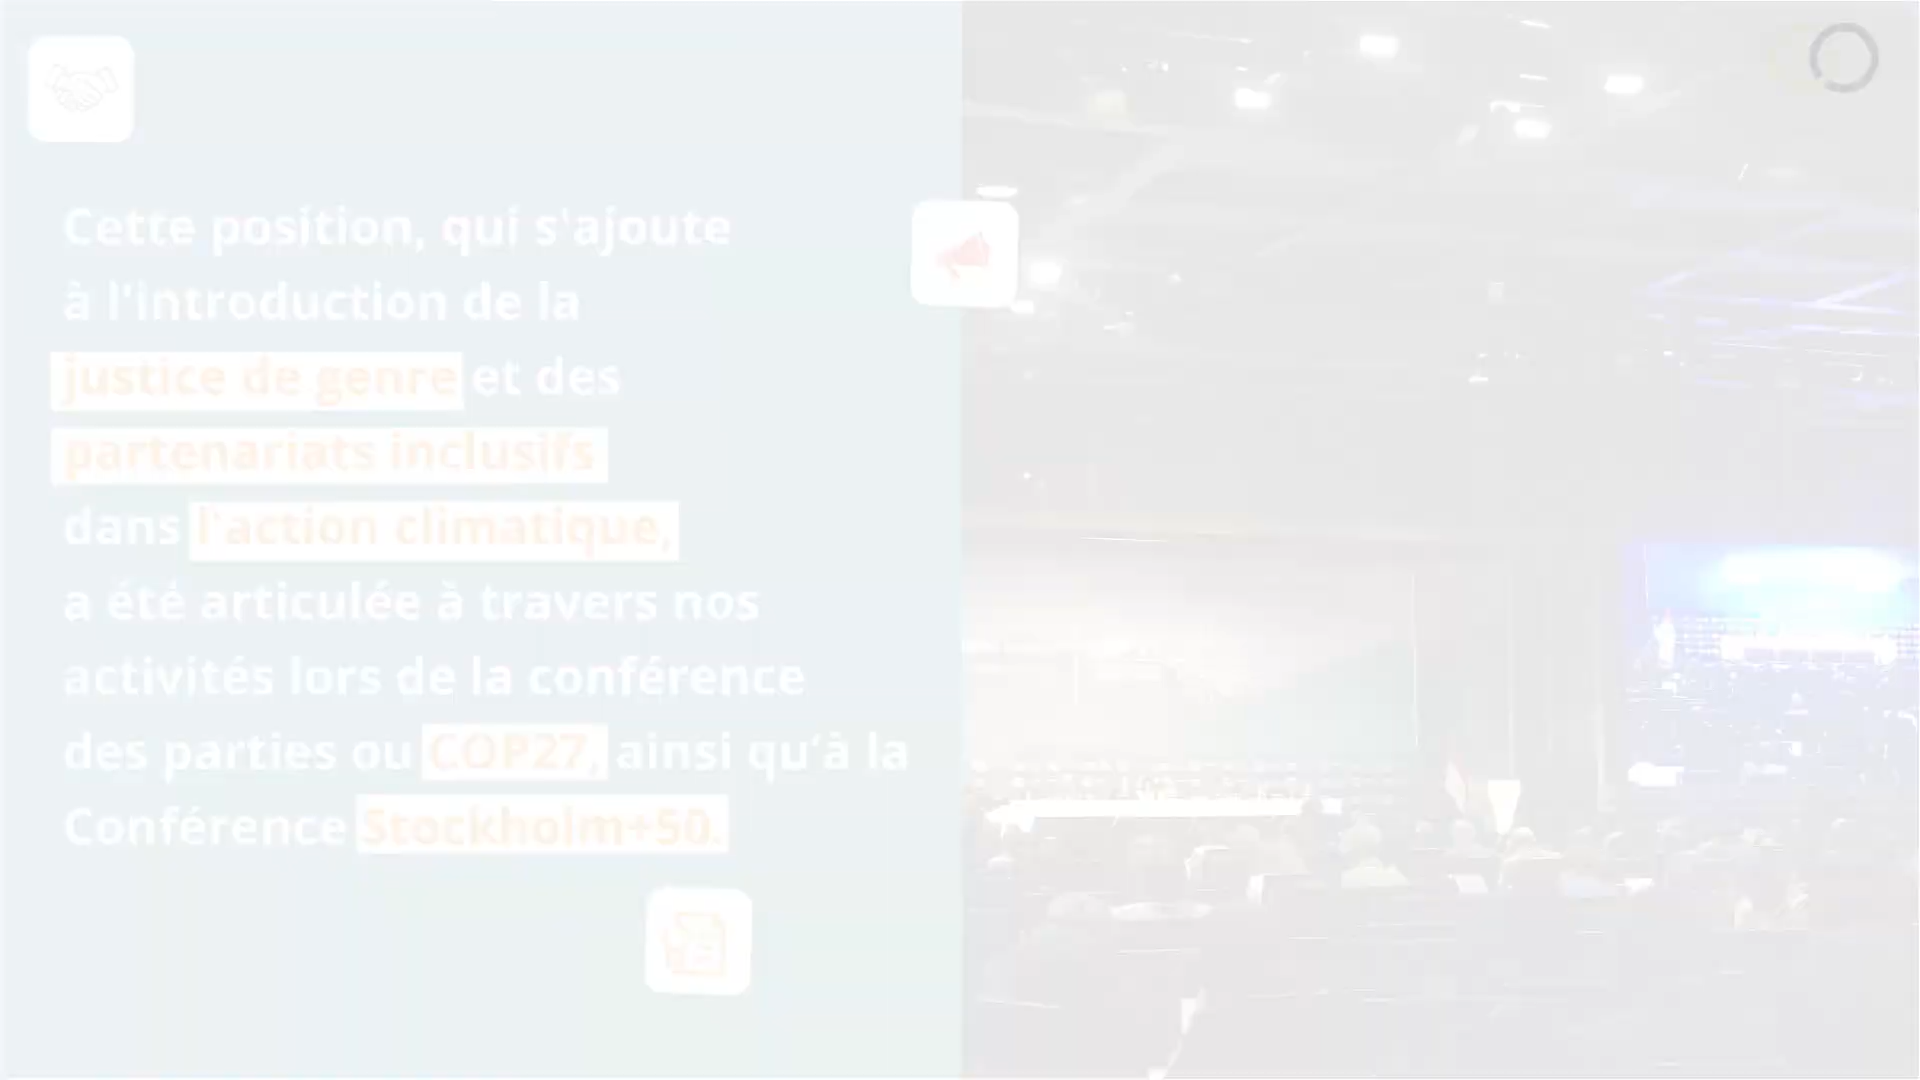 Cette position, qui s'ajoute
à l'introduction de la
justice de genre et des
partenariats inclusifs
dans l'action climatique,
a été articulée à travers nos
activités lors de la conférence
des parties ou COP27, ainsi qu’à la
Conférence Stockholm+50.